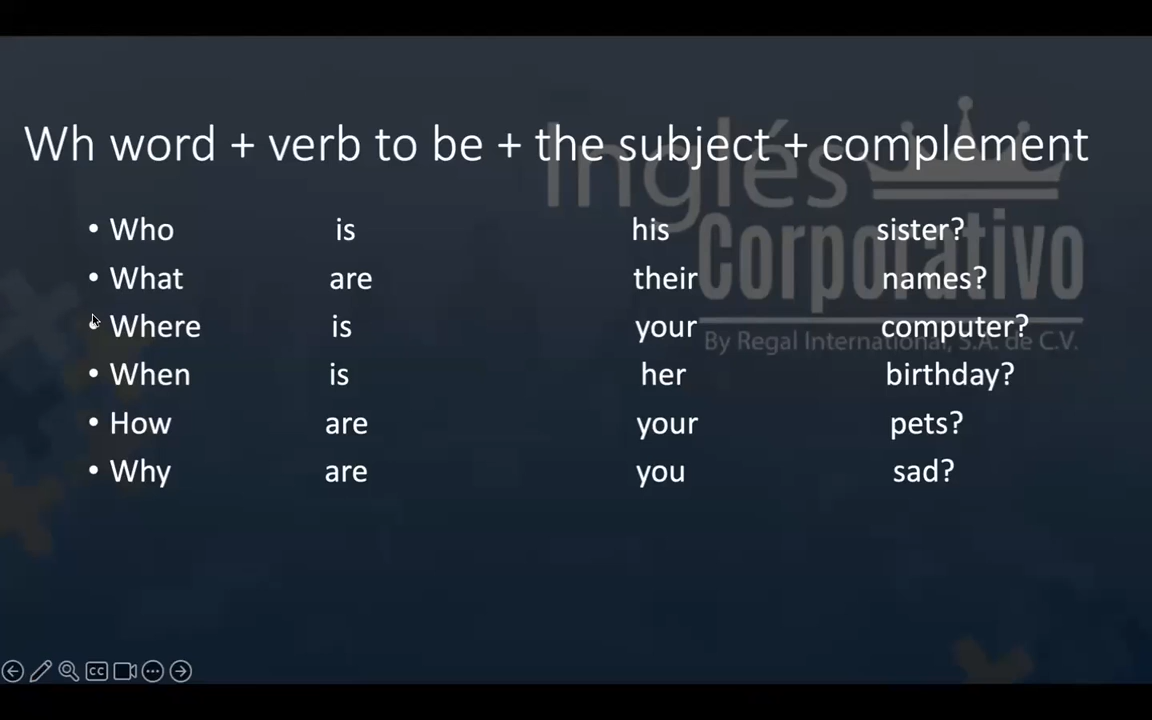 Wh word + verb to be + the subject + complement
• Who is his sister?
• What are their names?
• Where is your computer?
• When is her birthday?
• How are your pets?
• Why are you sad?
Inglés
Corporativo
By Regal International, S.A. de C.V.
CC